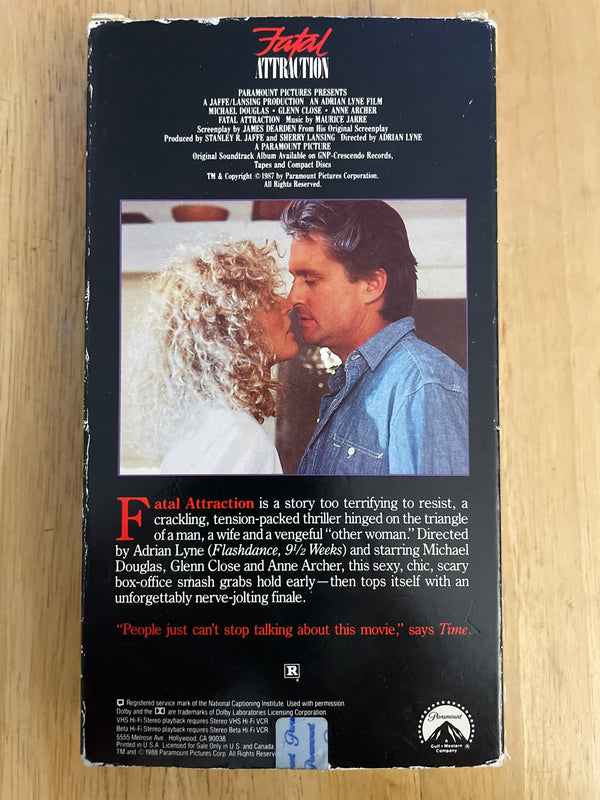 Fatal
ATTRACTION
PARAMOUNT PICTURES PRESENTS
A JAFFE/LANSING PRODUCTION AN ADRIAN LYNE FILM
MICHAEL DOUGLAS • GLENN CLOSE • ANNE ARCHER
FATAL ATTRACTION Music by MAURICE JARRE
Screenplay by JAMES DEARDEN From His Original Screenplay
Produced by STANLEY R. JAFFE and SHERRY LANSING Directed by ADRIAN LYNE
A PARAMOUNT PICTURE
Original Soundtrack Album Available on GNP-Crescendo Records,
Tapes and Compact Discs
TM & Copyright © 1987 by Paramount Pictures Corporation.
All Rights Reserved.
Fatal Attraction is a story too terrifying to resist, a
crackling, tension-packed thriller hinged on the triangle
of a man, a wife and a vengeful “other woman.” Directed
by Adrian Lyne (Flashdance, 9½ Weeks) and starring Michael
Douglas, Glenn Close and Anne Archer, this sexy, chic, scary
box-office smash grabs hold early—then tops itself with an
unforgettably nerve-jolting finale.
“People just can’t stop talking about this movie,” says Time.
R
Registered service mark of the National Captioning Institute. Used with permission.
Dolby and the DD are trademarks of Dolby Laboratories Licensing Corporation.
VHS Hi-Fi Stereo playback requires Stereo VHS Hi-Fi VCR
Beta Hi-Fi Stereo playback requires Stereo Beta Hi-Fi VCR
5555 Melrose Ave., Hollywood, CA 90038
Printed in U.S.A. Licensed for Sale Only in U.S. and Canada
TM and © 1988 Paramount Pictures Corp. All Rights Reserv
Paramount
Paramount
Gulf+Western
Company
®